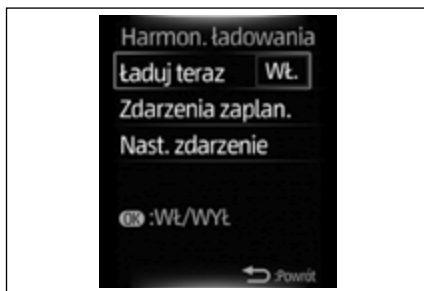 Harmon. ładowania
Ładuj teraz WŁ.
Zdarzenia zaplan.
Nast. zdarzenie
OK :WŁ/WYŁ
:Powrót